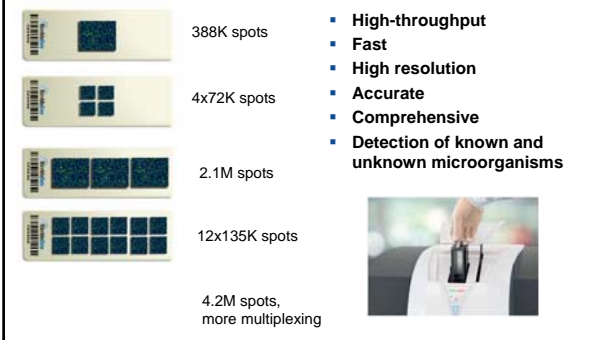 388K spots
4x72K spots
2.1M spots
12x135K spots
4.2M spots,
more multiplexing
▪ High-throughput
▪ Fast
▪ High resolution
▪ Accurate
▪ Comprehensive
▪ Detection of known and
unknown microorganisms